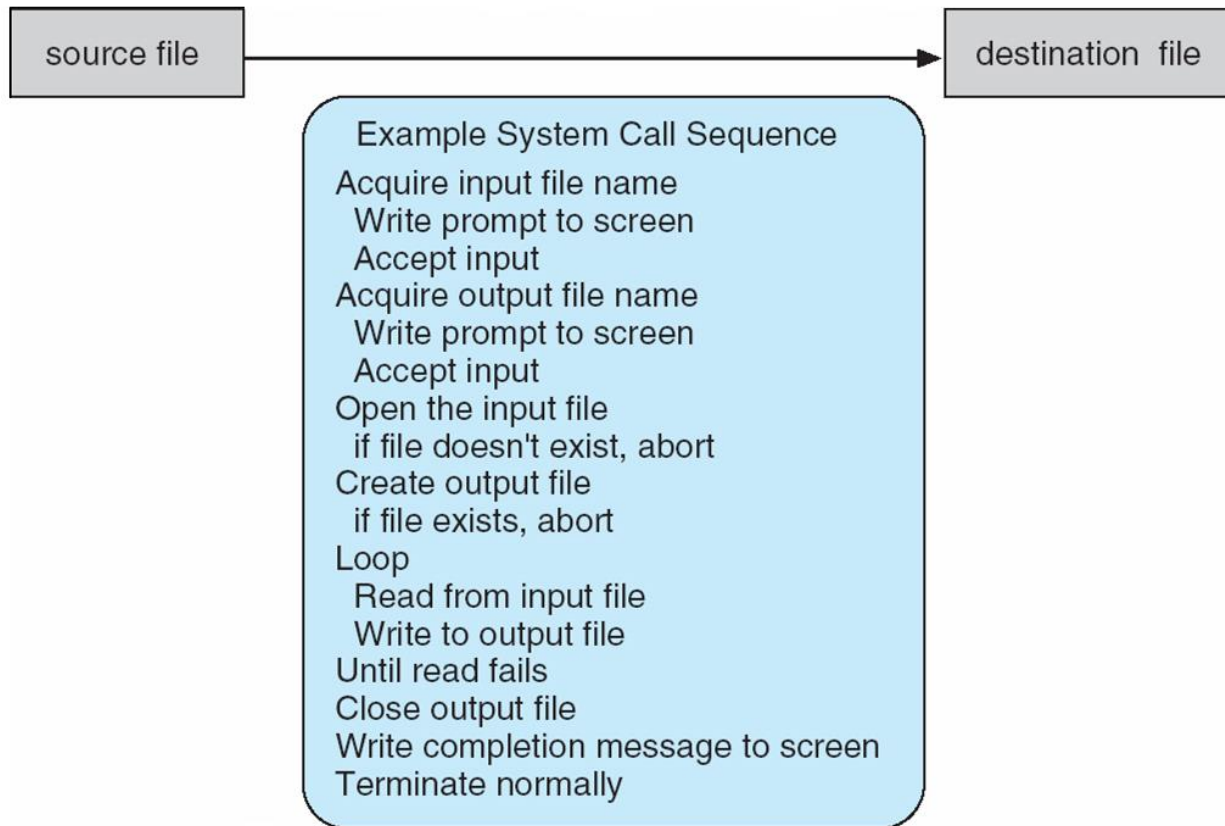 source file
destination file
Example System Call Sequence
Acquire input file name
Write prompt to screen
Accept input
Acquire output file name
Write prompt to screen
Accept input
Open the input file
if file doesn't exist, abort
Create output file
if file exists, abort
Loop
Read from input file
Write to output file
Until read fails
Close output file
Write completion message to screen
Terminate normally